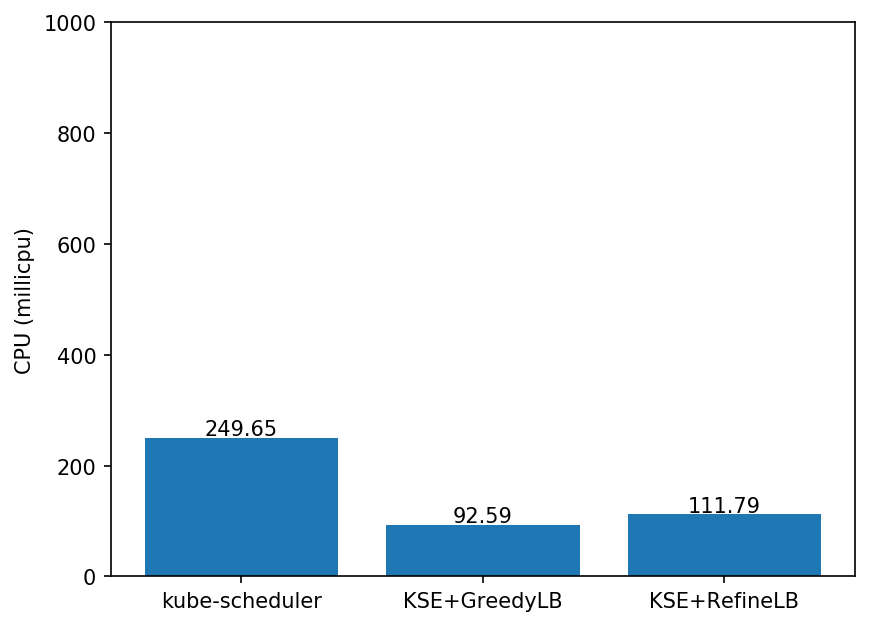 1000
800
600
400
200
0
CPU (millicpu)
249.65
92.59
111.79
kube-scheduler
KSE+GreedyLB
KSE+RefineLB